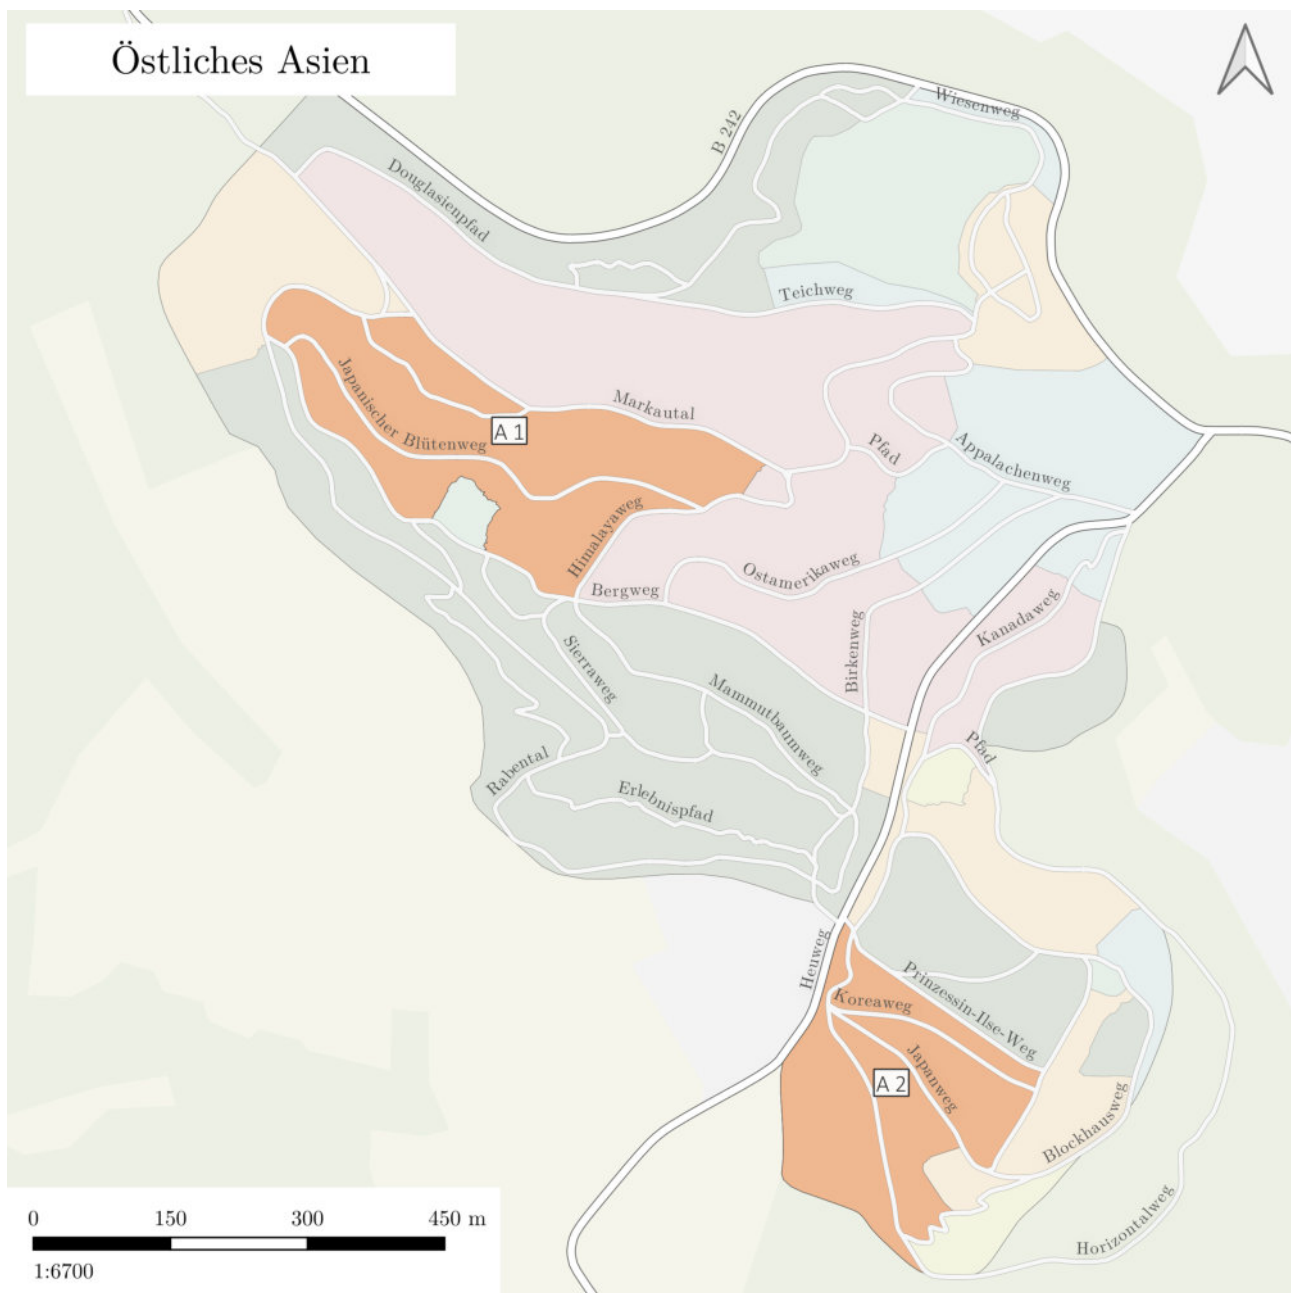 Östliches Asien
Wiesenweg
B 242
Douglasienpfad
Teichweg
Japanischer Blütenweg
Markautal
A 1
Pfad
Appalachenweg
Himalayaweg
Ostamerikaweg
Bergweg
Kanadaweg
Birkenweg
Sierraweg
Mammutbaumweg
Pfad
Rabental
Erlebnispfad
Heuweg
Prinzessin-Ilse-Weg
Koreaweg
Japanweg
A 2
Blockhausweg
Horizontalweg
0 150 300 450 m
1:6700